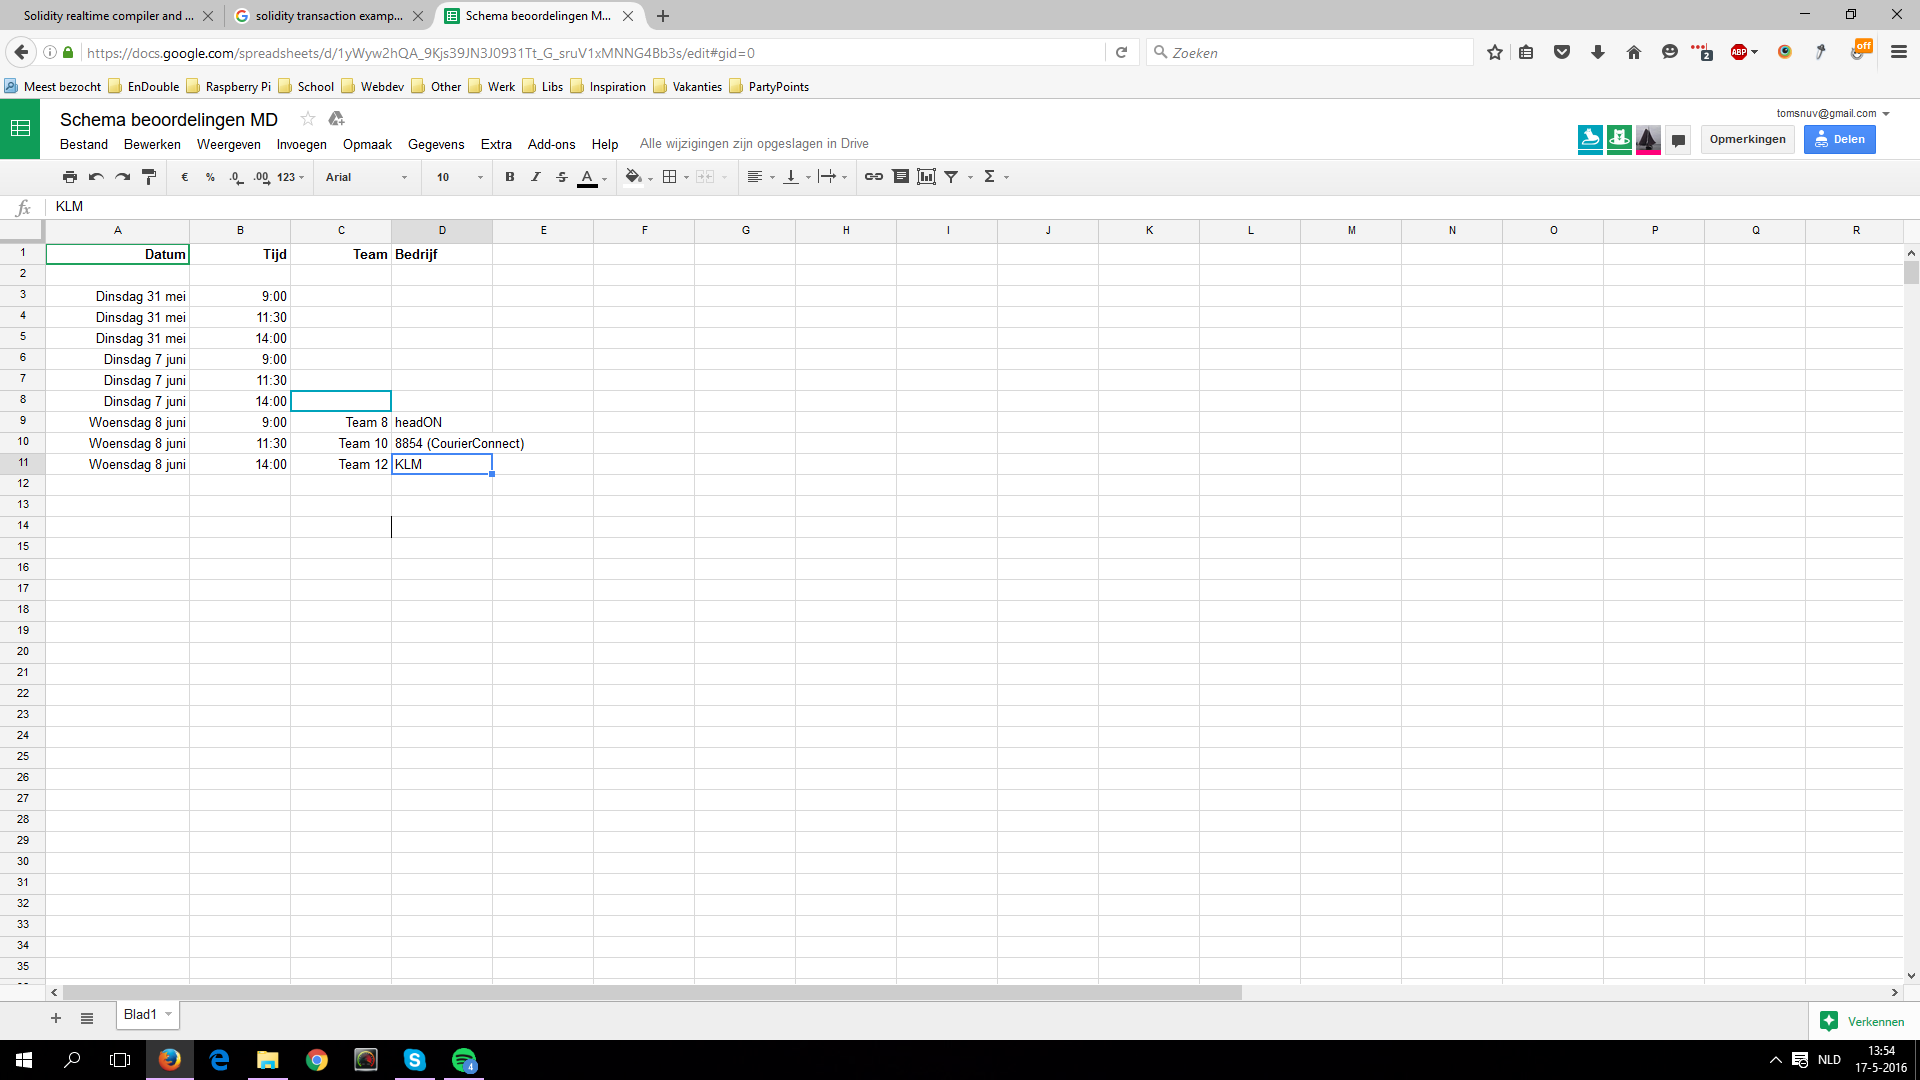 Solidity realtime compiler and ...
solidity transaction examp...
Schema beoordelingen M...
https://docs.google.com/spreadsheets/d/1yWyw2hQA_9Kjs39JN3J0931Tt_G_sruV1xMNNG4Bb3s/edit#gid=0
Zoeken
2
ABP
off
Meest bezocht EnDouble Raspberry Pi School Webdev Other Werk Libs Inspiration Vakanties PartyPoints
Schema beoordelingen MD
tomsnuv@gmail.com
Bestand Bewerken Weergeven Invoegen Opmaak Gegevens Extra Add-ons Help Alle wijzigingen zijn opgeslagen in Drive
Opmerkingen
Delen
€ % .0 .00 123 Arial 10 B I S A Σ
fx KLM
A B C D E F G H I J K L M N O P Q R
1 Datum Tijd Team Bedrijf
2
3 Dinsdag 31 mei 9:00
4 Dinsdag 31 mei 11:30
5 Dinsdag 31 mei 14:00
6 Dinsdag 7 juni 9:00
7 Dinsdag 7 juni 11:30
8 Dinsdag 7 juni 14:00
9 Woensdag 8 juni 9:00 Team 8 headON
10 Woensdag 8 juni 11:30 Team 10 8854 (CourierConnect)
11 Woensdag 8 juni 14:00 Team 12 KLM
12
13
14
15
16
17
18
19
20
21
22
23
24
25
26
27
28
29
30
31
32
33
34
35
Blad1
Verkennen
4
NLD
13:54
17-5-2016